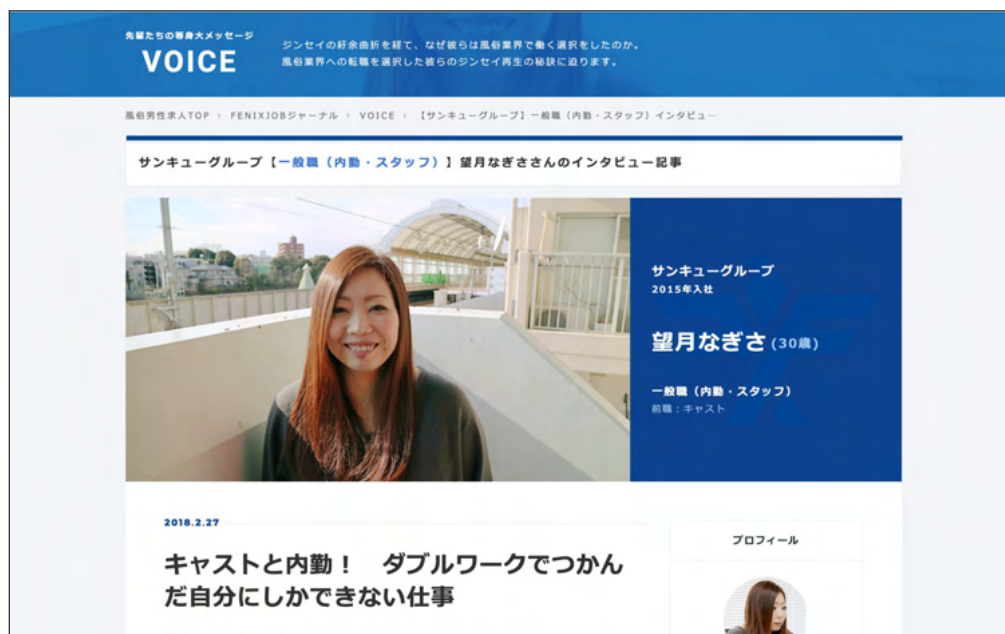 先輩たちの等身大メッセージ
VOICE
ジンセイの紆余曲折を経て、なぜ彼らは風俗業界で働く選択をしたのか。
風俗業界への転職を選択した彼らのジンセイ再生の秘訣に迫ります。
風俗男性求人TOP › FENIXJOBジャーナル › VOICE › 【サンキューグループ】一般職（内勤・スタッフ）インタビュ…
サンキューグループ【一般職（内勤・スタッフ）】望月なぎささんのインタビュー記事
サンキューグループ
2015年入社
望月なぎさ(30歳)
一般職（内勤・スタッフ）
前職：キャスト
2018.2.27
プロフィール
キャストと内勤！　ダブルワークでつかん
だ自分にしかできない仕事